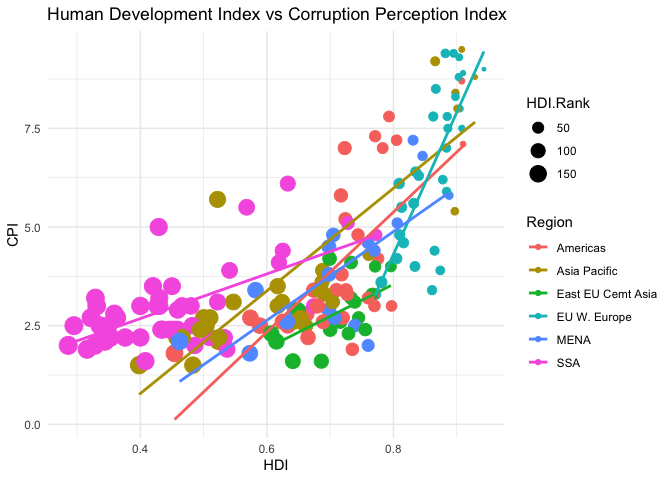 Human Development Index vs Corruption Perception Index
CPI
7.5
5.0
2.5
0.0
0.4 0.6 0.8
HDI
HDI.Rank
50
100
150
Region
Americas
Asia Pacific
East EU Cemt Asia
EU W. Europe
MENA
SSA